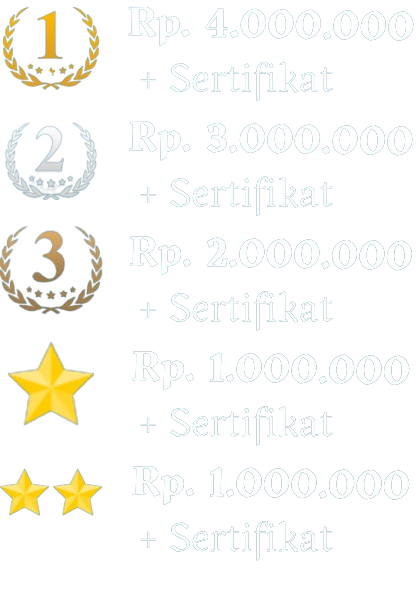 1 Rp. 4.000.000
+ Sertifikat
2 Rp. 3.000.000
+ Sertifikat
3 Rp. 2.000.000
+ Sertifikat
Rp. 1.000.000
+ Sertifikat
Rp. 1.000.000
+ Sertifikat